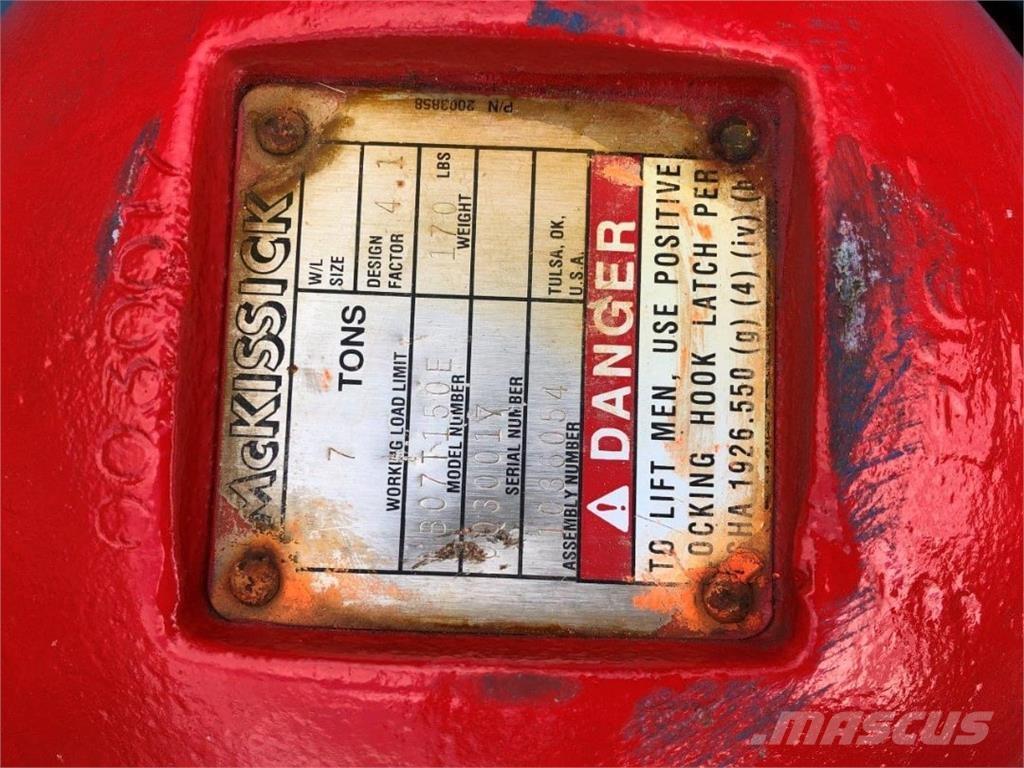 P/N 2003858
McKISSICK
7 TONS
W/L
SIZE
WORKING LOAD LIMIT
DESIGN
FACTOR 4.1
MODEL NUMBER
170 LBS
WEIGHT
SERIAL NUMBER
1036054
ASSEMBLY NUMBER
TULSA, OK,
U.S.A.
DANGER
TO LIFT MEN, USE POSITIVE
OCKING HOOK LATCH PER
SHA 1926.550 (g) (4) (iv) (b
MASCUS